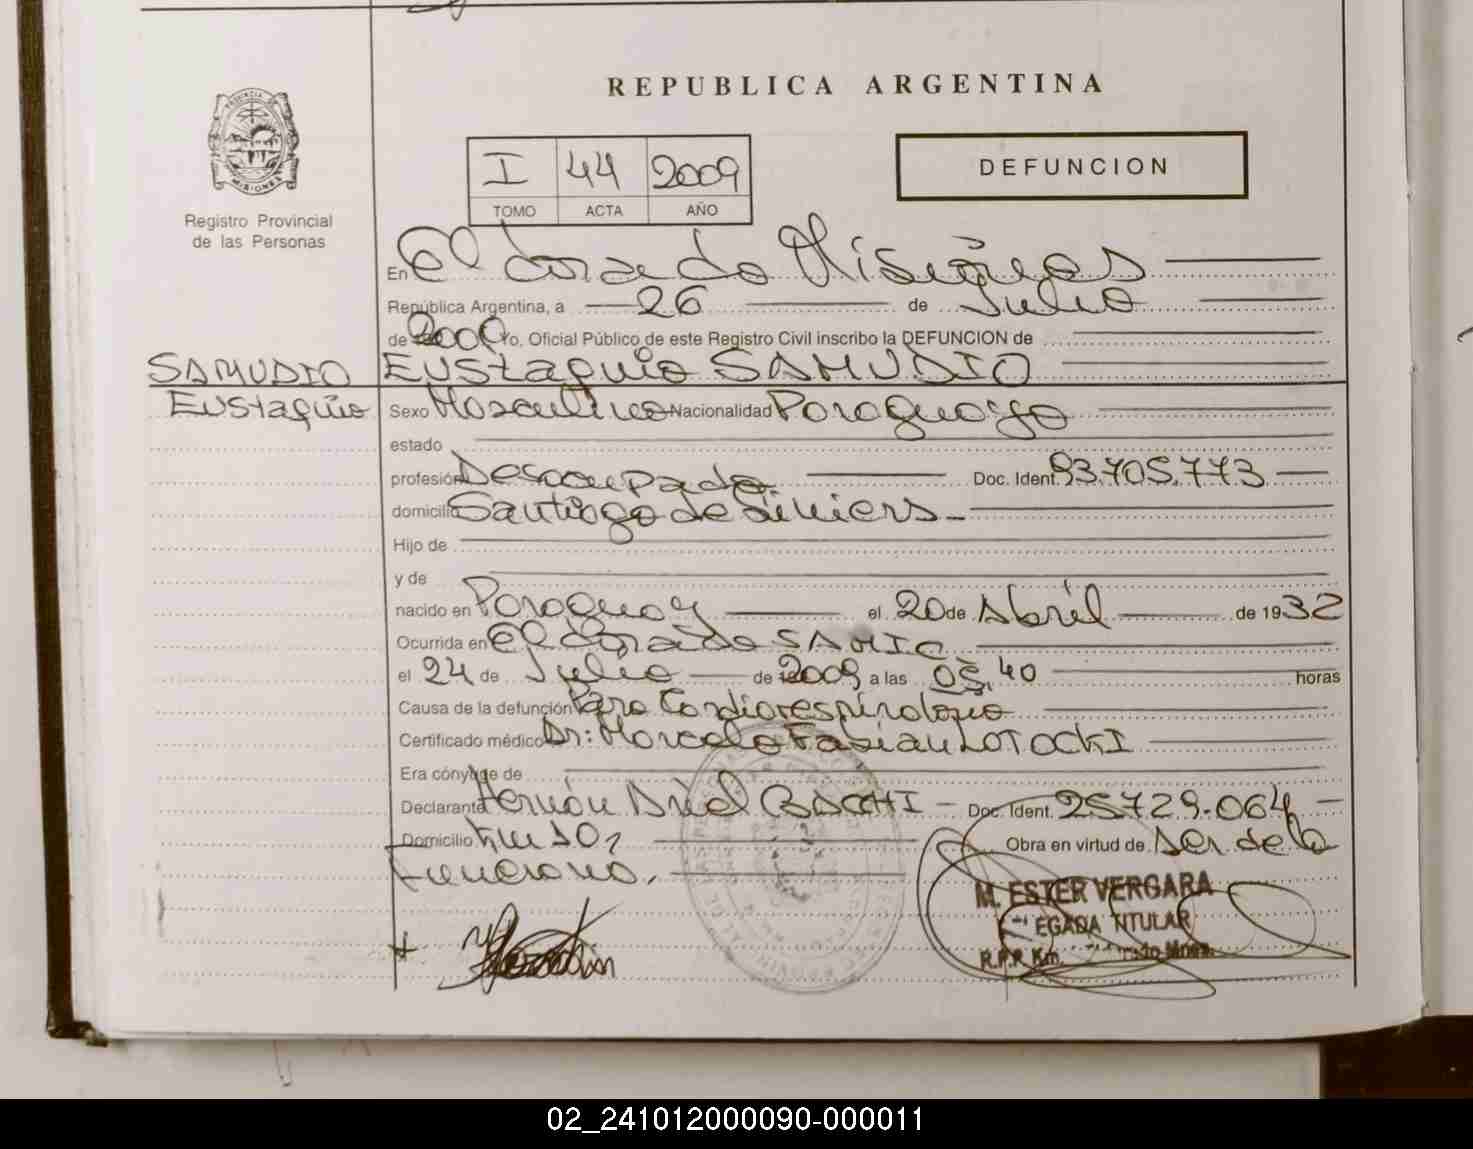 REPUBLICA ARGENTINA
PROVINCIA DE
MISIONES
Registro Provincial
de las Personas
I 44 2009
TOMO ACTA AÑO
DEFUNCION
En Eldorado Misiones
República Argentina, a 26 de Julio
de 2009 Yo, Oficial Público de este Registro Civil inscribo la DEFUNCION de
SAMUDIO Eustaquio SAMUDIO
Eustaquio Sexo Masculino Nacionalidad Paraguayo
estado
profesión Desocupado Doc. Ident. 93.705.773
domicilio Santiago de Liniers
Hijo de
y de
nacido en Paraguay el 20 de Abril de 1932
Ocurrida en Eldorado SAMIC
el 24 de Julio de 2009 a las 05,40 horas
Causa de la defunción Paro Cardiorespiratorio
Certificado médico Dr: Marcelo Fabian LOTOCKI
Era cónyuge de
Declarante Hernán Ariel Doc. Ident. 25.729.064
Domicilio Km 10, Obra en virtud de Ser de la
Funeraria.
M. ESTER VERGARA
TITULAR
R.P.P. Km.
02_241012000090-000011